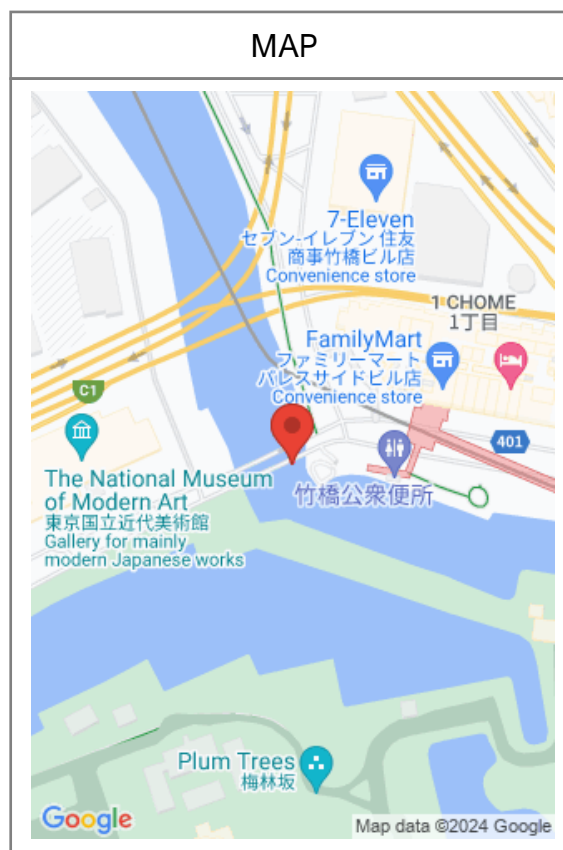 MAP
7-Eleven
セブン-イレブン 住友
商事竹橋ビル店
Convenience store
1 CHOME
1丁目
FamilyMart
ファミリーマート
パレスサイドビル店
Convenience store
C1
401
The National Museum
of Modern Art
東京国立近代美術館
Gallery for mainly
modern Japanese works
竹橋公衆便所
Plum Trees
梅林坂
Google
Map data ©2024 Google